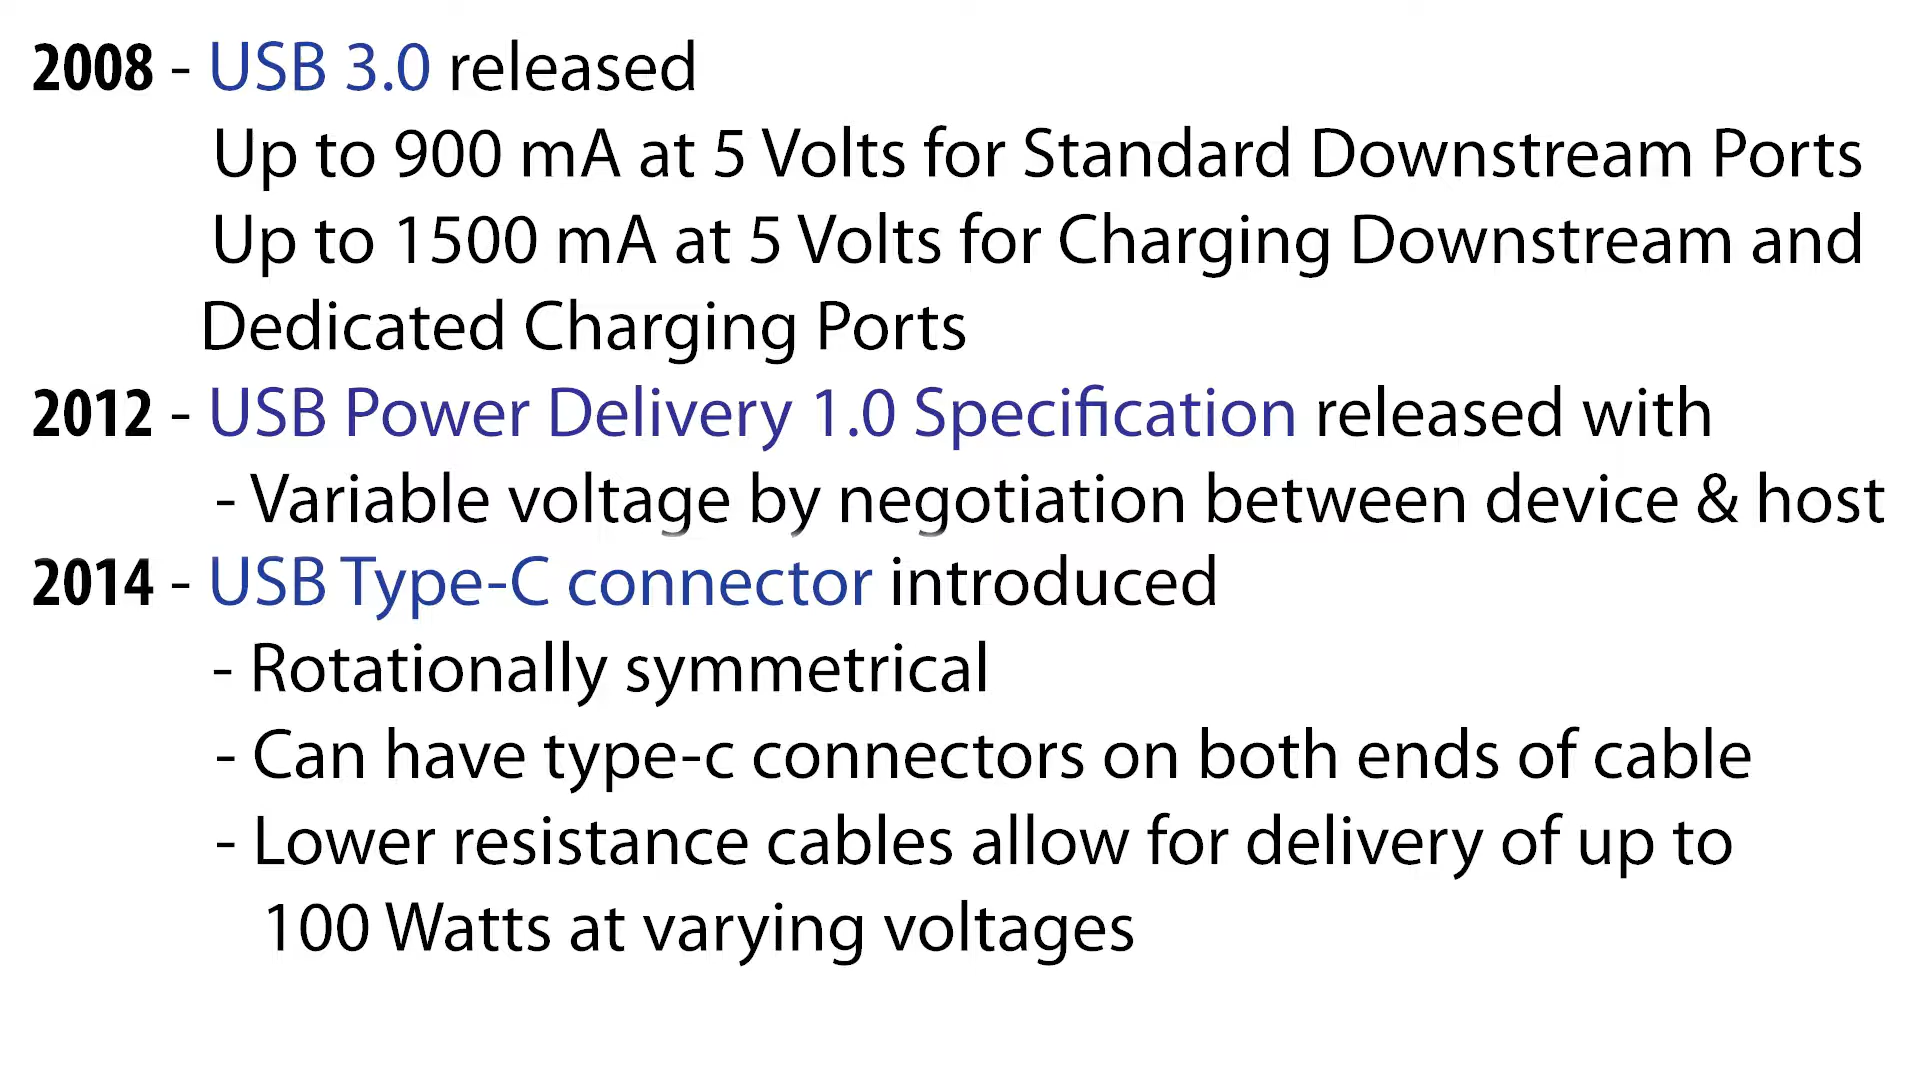 2008 - USB 3.0 released
Up to 900 mA at 5 Volts for Standard Downstream Ports
Up to 1500 mA at 5 Volts for Charging Downstream and
Dedicated Charging Ports
2012 - USB Power Delivery 1.0 Specification released with
- Variable voltage by negotiation between device & host
2014 - USB Type-C connector introduced
- Rotationally symmetrical
- Can have type-c connectors on both ends of cable
- Lower resistance cables allow for delivery of up to
100 Watts at varying voltages